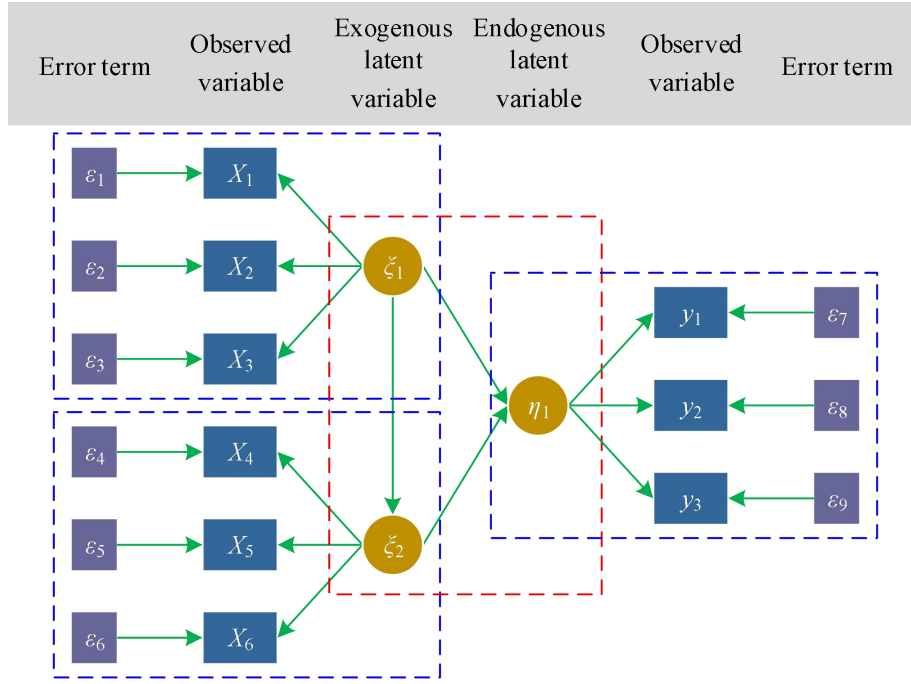 Error term
Observed
variable
Exogenous
latent
variable
Endogenous
latent
variable
Observed
variable
Error term
ε₁
X₁
ε₂
X₂
ξ₁
ε₃
X₃
y₁
ε₇
η₁
y₂
ε₈
ε₄
X₄
y₃
ε₉
ε₅
X₅
ξ₂
ε₆
X₆